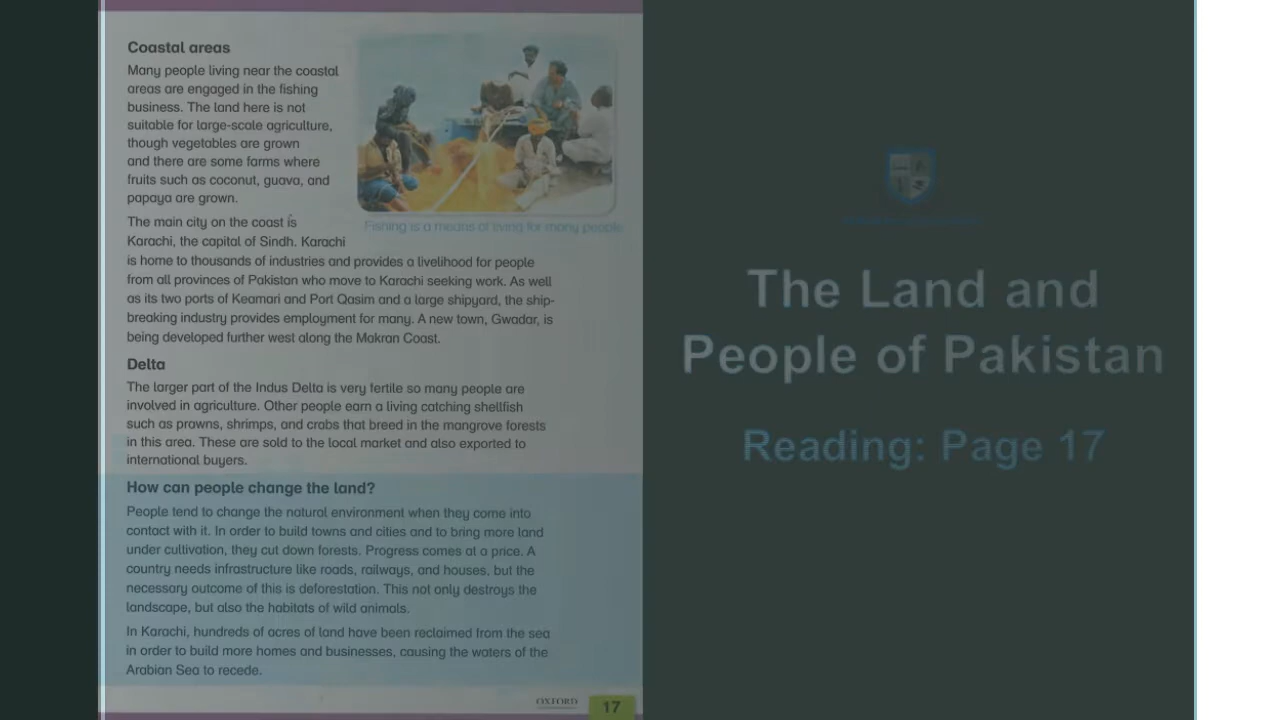 Coastal areas
Many people living near the coastal
areas are engaged in the fishing
business. The land here is not
suitable for large-scale agriculture,
though vegetables are grown
and there are some farms where
fruits such as coconut, guava, and
papaya are grown.
Fishing is a means of living for many people
The main city on the coast is
Karachi, the capital of Sindh. Karachi
is home to thousands of industries and provides a livelihood for people
from all provinces of Pakistan who move to Karachi seeking work. As well
as its two ports of Keamari and Port Qasim and a large shipyard, the ship-
breaking industry provides employment for many. A new town, Gwadar, is
being developed further west along the Makran Coast.
Delta
The larger part of the Indus Delta is very fertile so many people are
involved in agriculture. Other people earn a living catching shellfish
such as prawns, shrimps, and crabs that breed in the mangrove forests
in this area. These are sold to the local market and also exported to
international buyers.
How can people change the land?
People tend to change the natural environment when they come into
contact with it. In order to build towns and cities and to bring more land
under cultivation, they cut down forests. Progress comes at a price. A
country needs infrastructure like roads, railways, and houses, but the
necessary outcome of this is deforestation. This not only destroys the
landscape, but also the habitats of wild animals.
In Karachi, hundreds of acres of land have been reclaimed from the sea
in order to build more homes and businesses, causing the waters of the
Arabian Sea to recede.
OXFORD
17
The Land and
People of Pakistan
Reading: Page 17